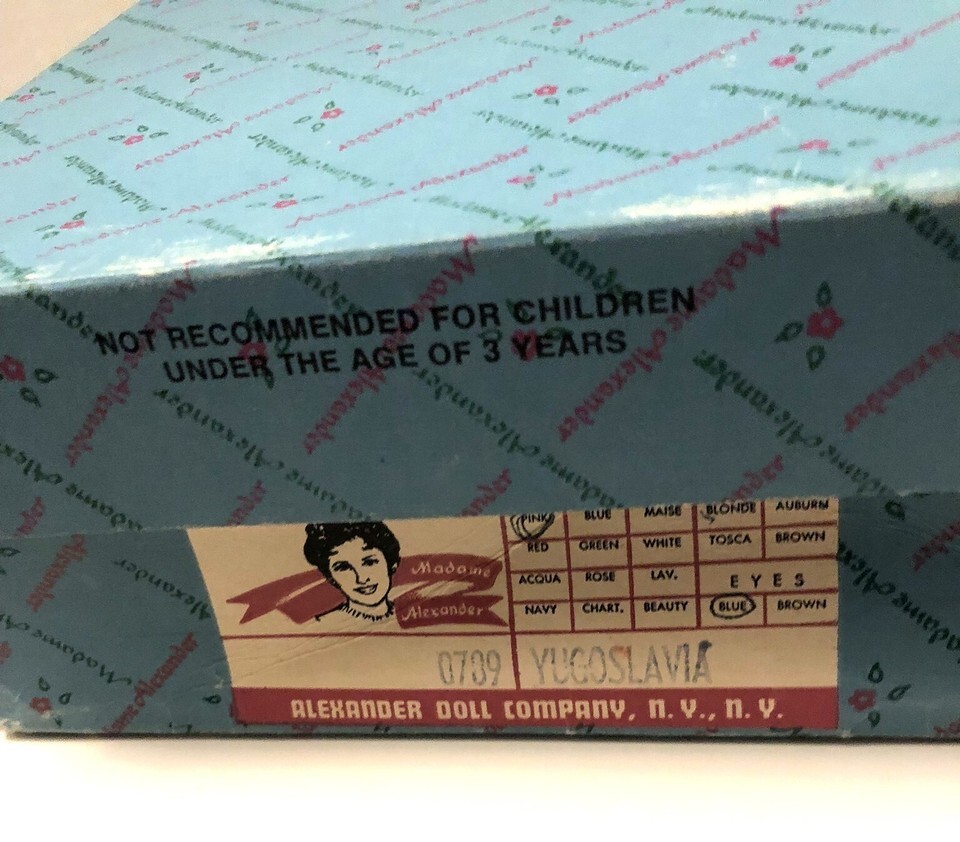 NOT RECOMMENDED FOR CHILDREN
UNDER THE AGE OF 3 YEARS
PINK BLUE MAISE BLONDE AUBURN
RED GREEN WHITE TOSCA BROWN
ACQUA ROSE LAV. EYES
NAVY CHART. BEAUTY BLUE BROWN
Madame
Alexander
0789 YUGOSLAVIA
ALEXANDER DOLL COMPANY, N.Y., N.Y.